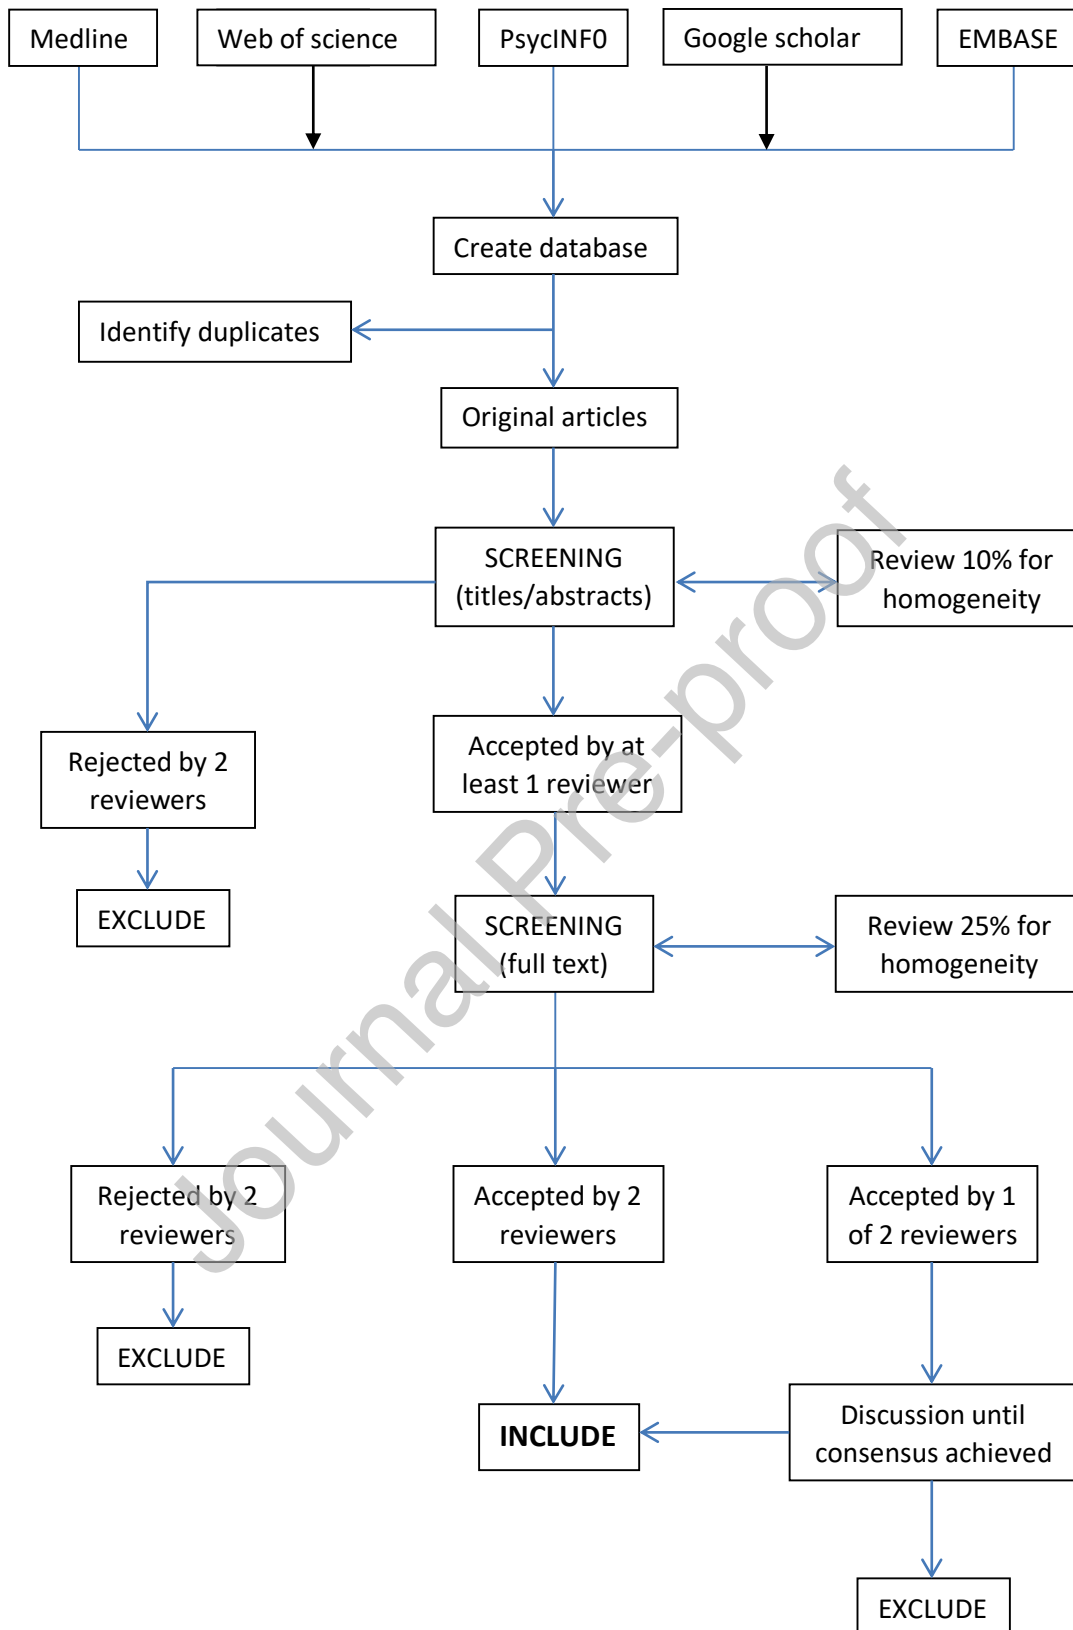 Medline
Web of science
PsycINF0
Google scholar
EMBASE
Create database
Identify duplicates
Original articles
SCREENING
(titles/abstracts)
Review 10% for
homogeneity
Rejected by 2
reviewers
Accepted by at
least 1 reviewer
EXCLUDE
SCREENING
(full text)
Review 25% for
homogeneity
Rejected by 2
reviewers
Accepted by 2
reviewers
Accepted by 1
of 2 reviewers
EXCLUDE
INCLUDE
Discussion until
consensus achieved
EXCLUDE
Journal Pre-proof